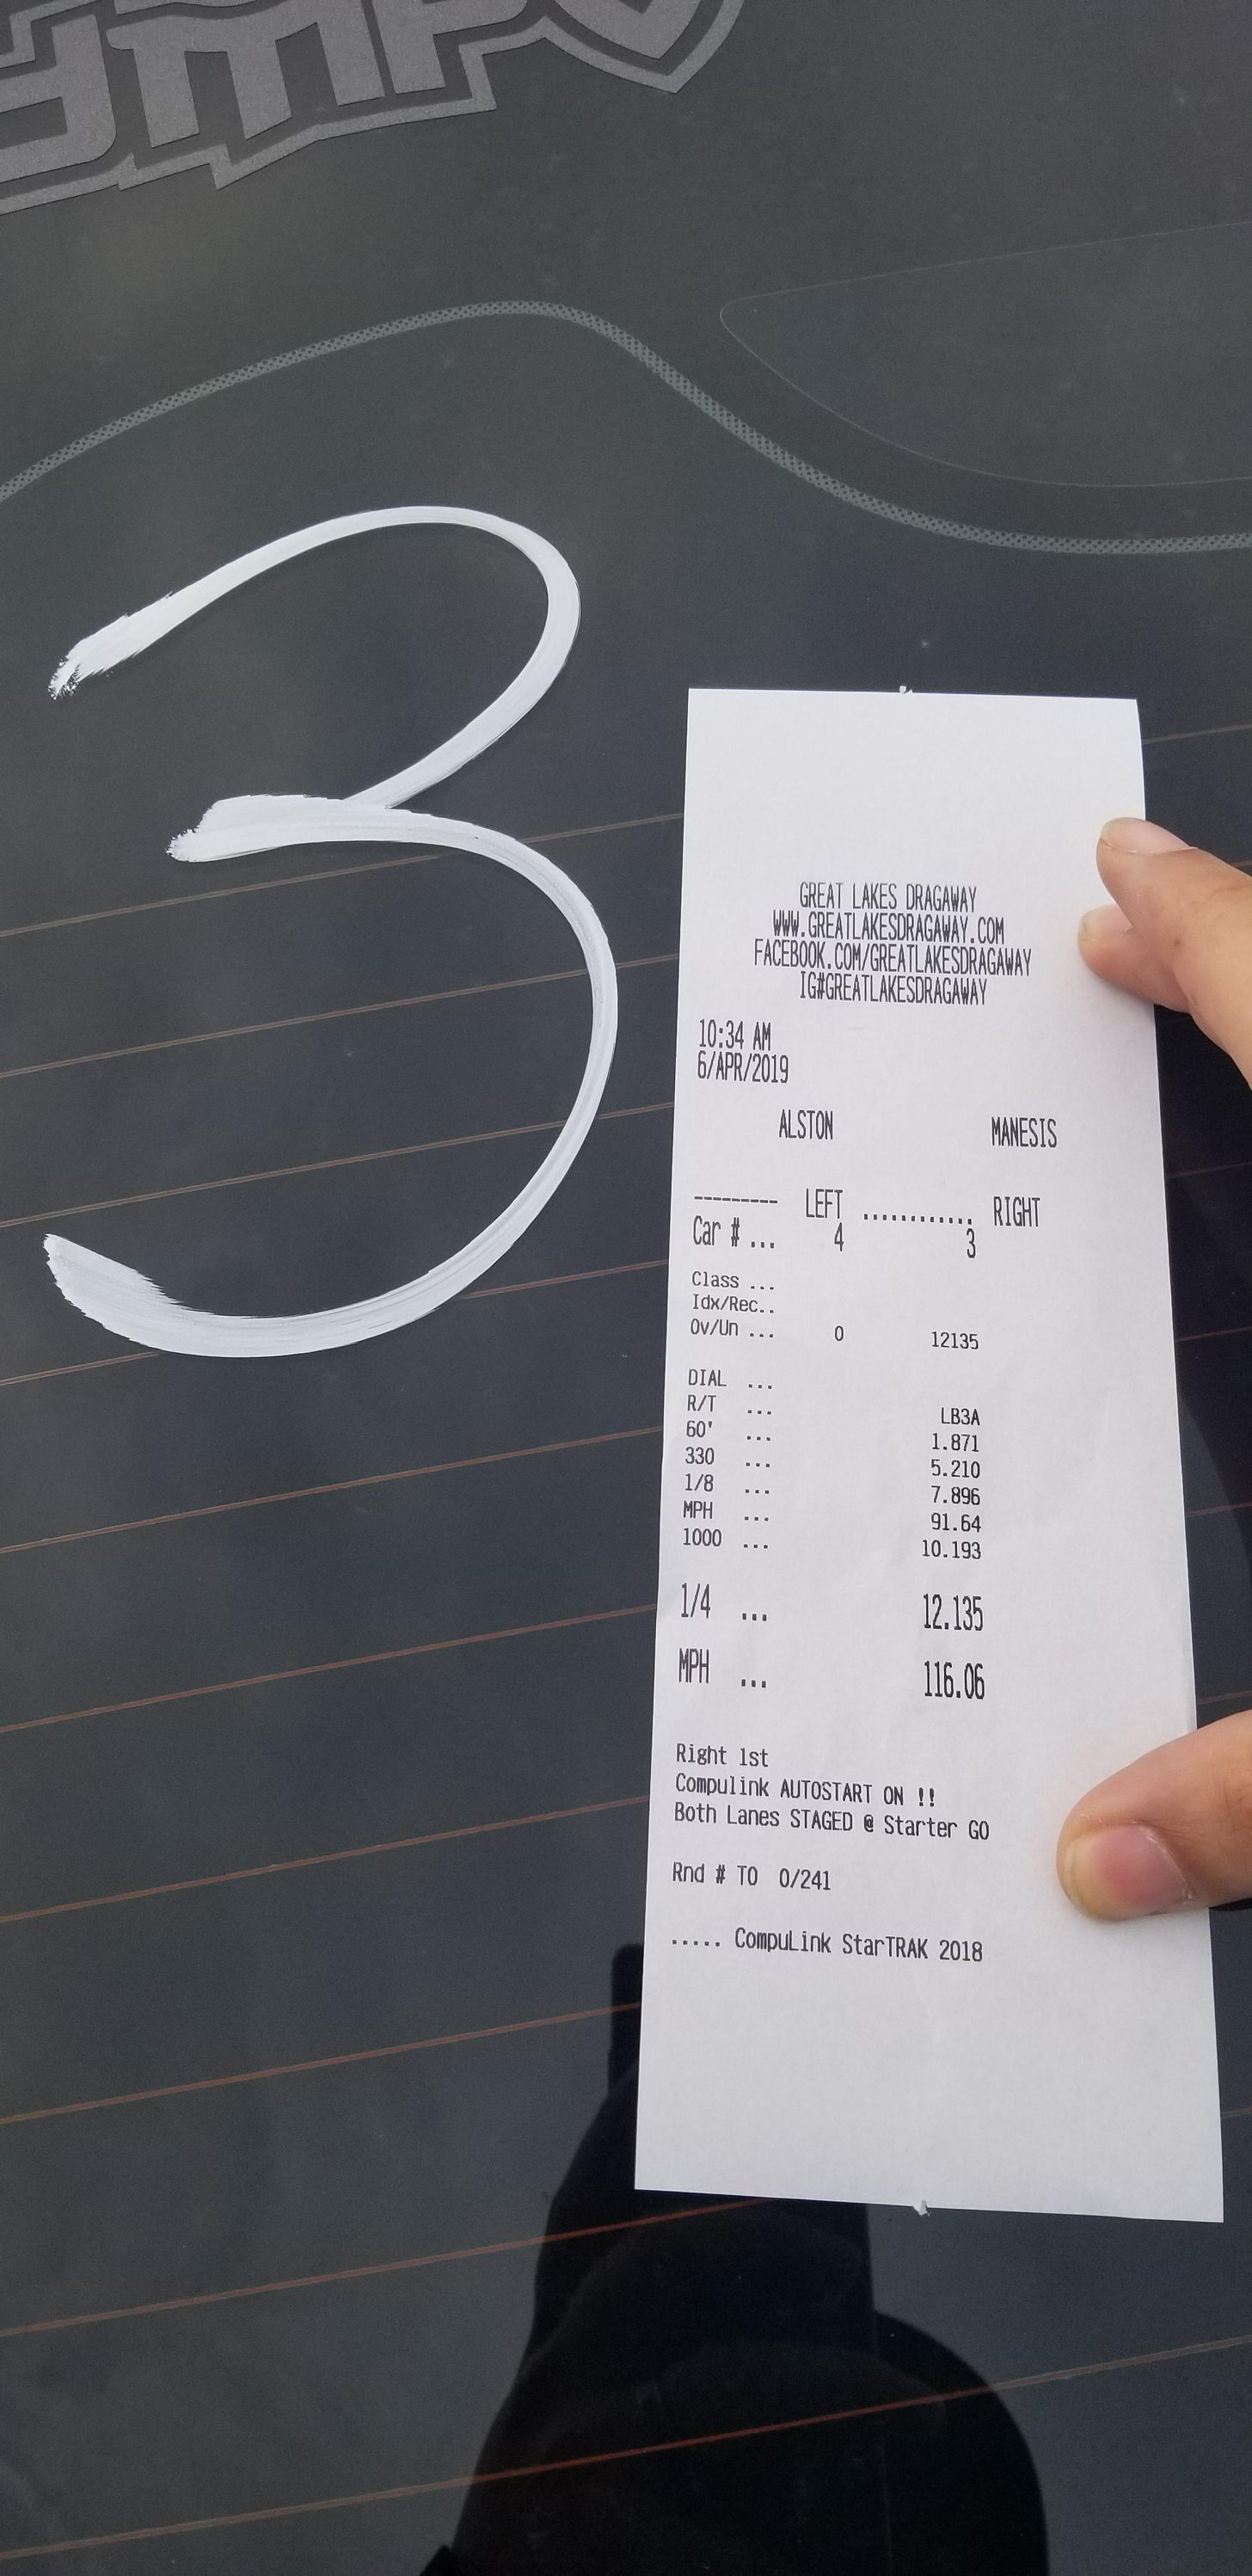 3
GREAT LAKES DRAGAWAY
WWW.GREATLAKESDRAGAWAY.COM
FACEBOOK.COM/GREATLAKESDRAGAWAY
IG#GREATLAKESDRAGAWAY
10:34 AM
6/APR/2019
ALSTON MANESIS
--------- LEFT ............ RIGHT
Car # ... 4 3
Class ...
Idx/Rec..
Ov/Un ... 0 12135
DIAL ...
R/T ... LB3A
60' ... 1.871
330 ... 5.210
1/8 ... 7.896
MPH ... 91.64
1000 ... 10.193
1/4 ... 12.135
MPH ... 116.06
Right 1st
Compulink AUTOSTART ON !!
Both Lanes STAGED @ Starter GO
Rnd # TO 0/241
..... CompuLink StarTRAK 2018